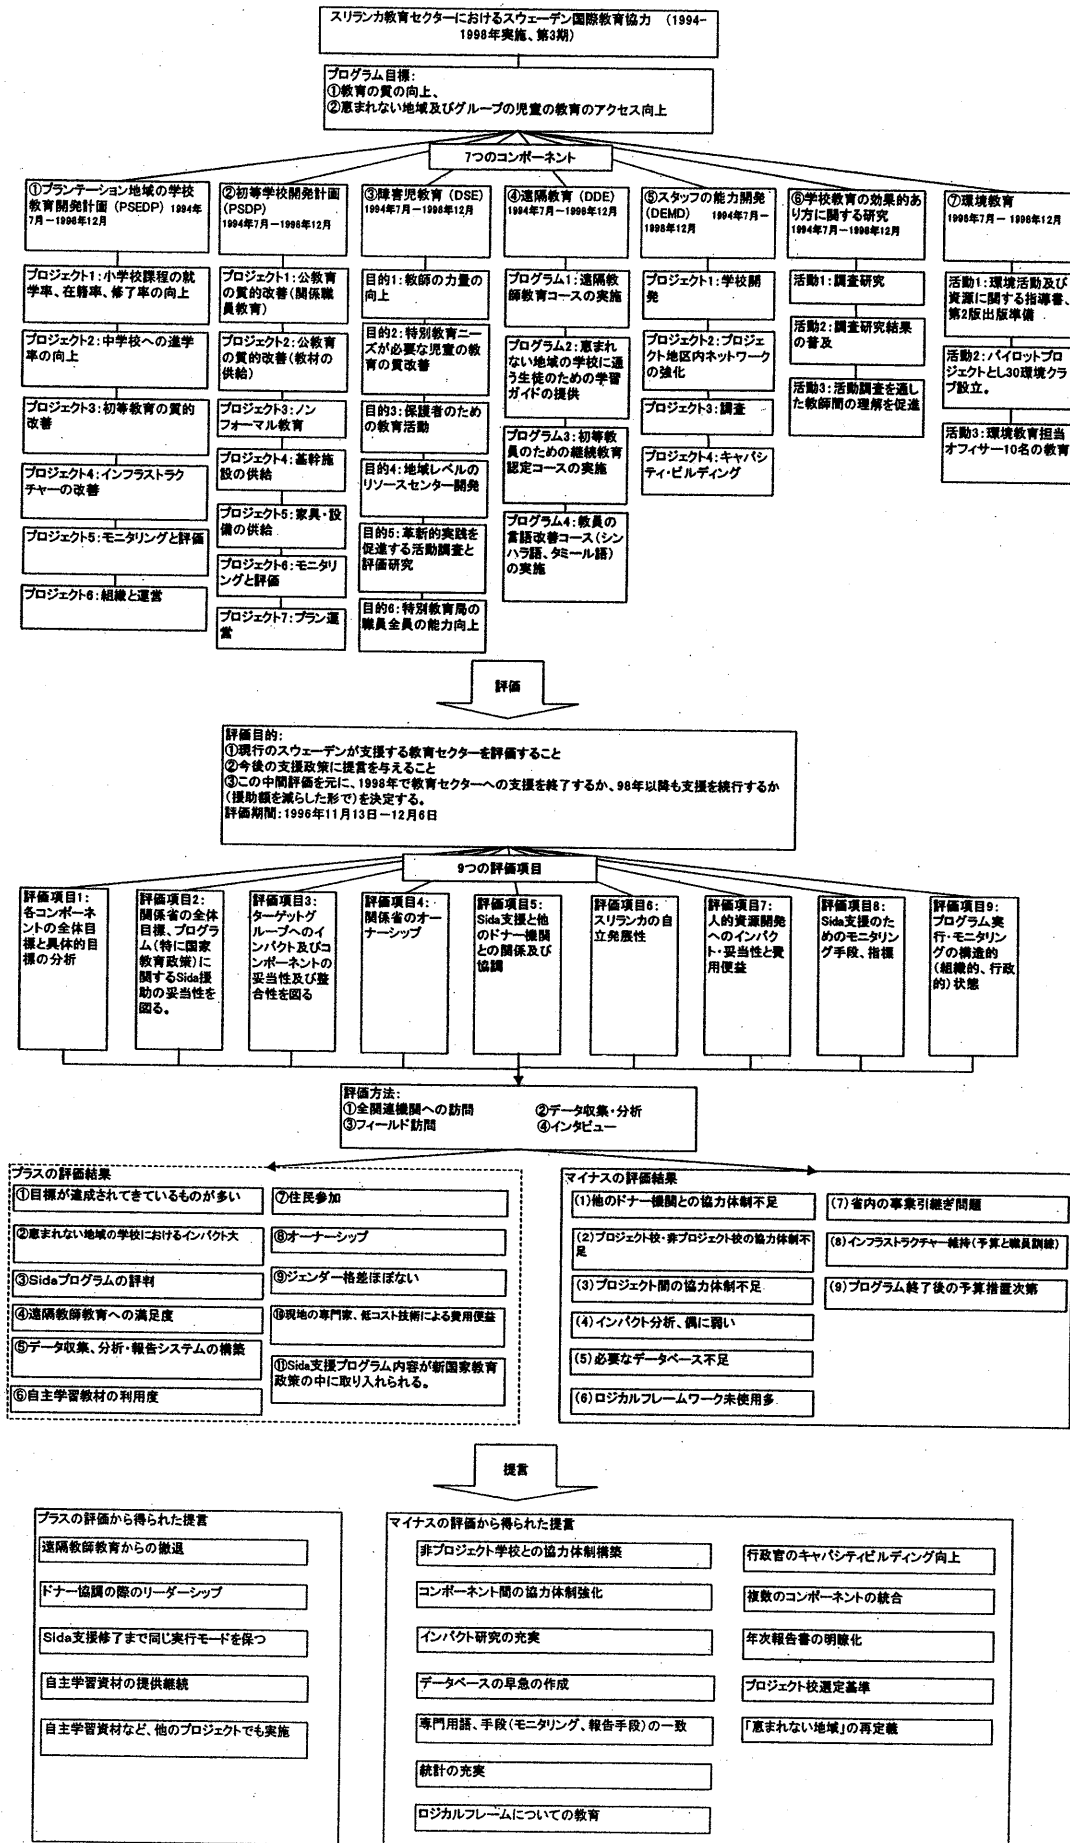 スリランカ教育セクターにおけるスウェーデン国際教育協力 (1994-
1998年実施、第3期)
プログラム目標:
①教育の質の向上、
②恵まれない地域及びグループの児童の教育のアクセス向上
7つのコンポーネント
①プランテーション地域の学校
教育開発計画 (PSEDP) 1994年
7月－1998年12月
プロジェクト1:小学校課程の就
学率、在籍率、修了率の向上
プロジェクト2:中学校への進学
率の向上
プロジェクト3:初等教育の質的
改善
プロジェクト4:インフラストラク
チャーの改善
プロジェクト5:モニタリングと評価
プロジェクト6:組織と運営
②初等学校開発計画
(PSDP)
1994年7月－1998年12月
プロジェクト1:公教育
の質的改善(関係職
員教育)
プロジェクト2:公教育
の質的改善(教材の
供給)
プロジェクト3:ノン
フォーマル教育
プロジェクト4:基幹施
設の供給
プロジェクト5:家具・設
備の供給
プロジェクト6:モニタリ
ングと評価
プロジェクト7:プラン運
営
③障害児教育 (DSE)
1994年7月－1998年12月
目的1:教師の力量の
向上
目的2:特別教育ニー
ズが必要な児童の教
育の質改善
目的3:保護者のため
の教育活動
目的4:地域レベルの
リソースセンター開発
目的5:革新的実践を
促進する活動調査と
評価研究
目的6:特別教育局の
職員全員の能力向上
④遠隔教育 (DDE)
1994年7月－1998年12月
プログラム1:遠隔教
師教育コースの実施
プログラム2:恵まれ
ない地域の学校に通
う生徒のための学習
ガイドの提供
プログラム3:初等教
員のための継続教育
認定コースの実施
プログラム4:教員の
言語改善コース(シン
ハラ語、タミール語)
の実施
⑤スタッフの能力開発
(DEMD) 1994年7月－
1998年12月
プロジェクト1:学校開
発
プロジェクト2:プロジェ
クト地区内ネットワーク
の強化
プロジェクト3:調査
プロジェクト4:キャパシ
ティ・ビルディング
⑥学校教育の効果的あ
り方に関する研究
1994年7月－1998年12月
活動1:調査研究
活動2:調査研究結果
の普及
活動3:活動調査を通し
た教師間の理解を促進
⑦環境教育
1996年7月－1998年12月
活動1:環境活動及び
資源に関する指導書、
第2版出版準備
活動2:パイロットプロ
ジェクトとし30環境クラ
ブ設立。
活動3:環境教育担当
オフィサー10名の教育
評価
評価目的:
①現行のスウェーデンが支援する教育セクターを評価すること
②今後の支援政策に提言を与えること
③この中間評価を元に、1998年で教育セクターへの支援を終了するか、98年以降も支援を続行するか
(援助額を減らした形で)を決定する。
評価期間:1996年11月13日－12月6日
9つの評価項目
評価項目1:
各コンポーネ
ントの全体目
標と具体的目
標の分析
評価項目2:
関係省の全体
目標、プログラ
ム(特に国家
教育政策)に
関するSida援
助の妥当性を
図る。
評価項目3:
ターゲットグ
ループへのイ
ンパクト及びコ
ンポーネントの
妥当性及び整
合性を図る
評価項目4:
関係省のオー
ナーシップ
評価項目5:
Sida支援と他
のドナー機関
との関係及び
協調
評価項目6:
スリランカの自
立発展性
評価項目7:
人的資源開発
へのインパク
ト・妥当性と費
用便益
評価項目8:
Sida支援のた
めのモニタリン
グ手段、指標
評価項目9:
プログラム実
行・モニタリン
グの構造的
(組織的、行政
的)状態
評価方法:
①全関連機関への訪問 ②データ収集・分析
③フィールド訪問 ④インタビュー
プラスの評価結果
①目標が達成されてきているものが多い
②恵まれない地域の学校におけるインパクト大
③Sidaプログラムの評判
④遠隔教師教育への満足度
⑤データ収集、分析・報告システムの構築
⑥自主学習教材の利用度
⑦住民参加
⑧オーナーシップ
⑨ジェンダー格差ほぼない
⑩現地の専門家、低コスト技術による費用便益
⑪Sida支援プログラム内容が新国家教育
政策の中に取り入れられる。
マイナスの評価結果
(1)他のドナー機関との協力体制不足
(2)プロジェクト校・非プロジェクト校の協力体制不
足
(3)プロジェクト間の協力体制不足
(4)インパクト分析、偶に弱い
(5)必要なデータベース不足
(6)ロジカルフレームワーク未使用多
(7)省内の事業引継ぎ問題
(8)インフラストラクチャー維持(予算と職員訓練)
(9)プログラム終了後の予算措置次第
提言
プラスの評価から得られた提言
遠隔教師教育からの撤退
ドナー協調の際のリーダーシップ
Sida支援修了まで同じ実行モードを保つ
自主学習資材の提供継続
自主学習資材など、他のプロジェクトでも実施
マイナスの評価から得られた提言
非プロジェクト学校との協力体制構築
コンポーネント間の協力体制強化
インパクト研究の充実
データベースの早急の作成
専門用語、手段(モニタリング、報告手段)の一致
統計の充実
ロジカルフレームについての教育
行政官のキャパシティビルディング向上
複数のコンポーネントの統合
年次報告書の明瞭化
プロジェクト校選定基準
「恵まれない地域」の再定義